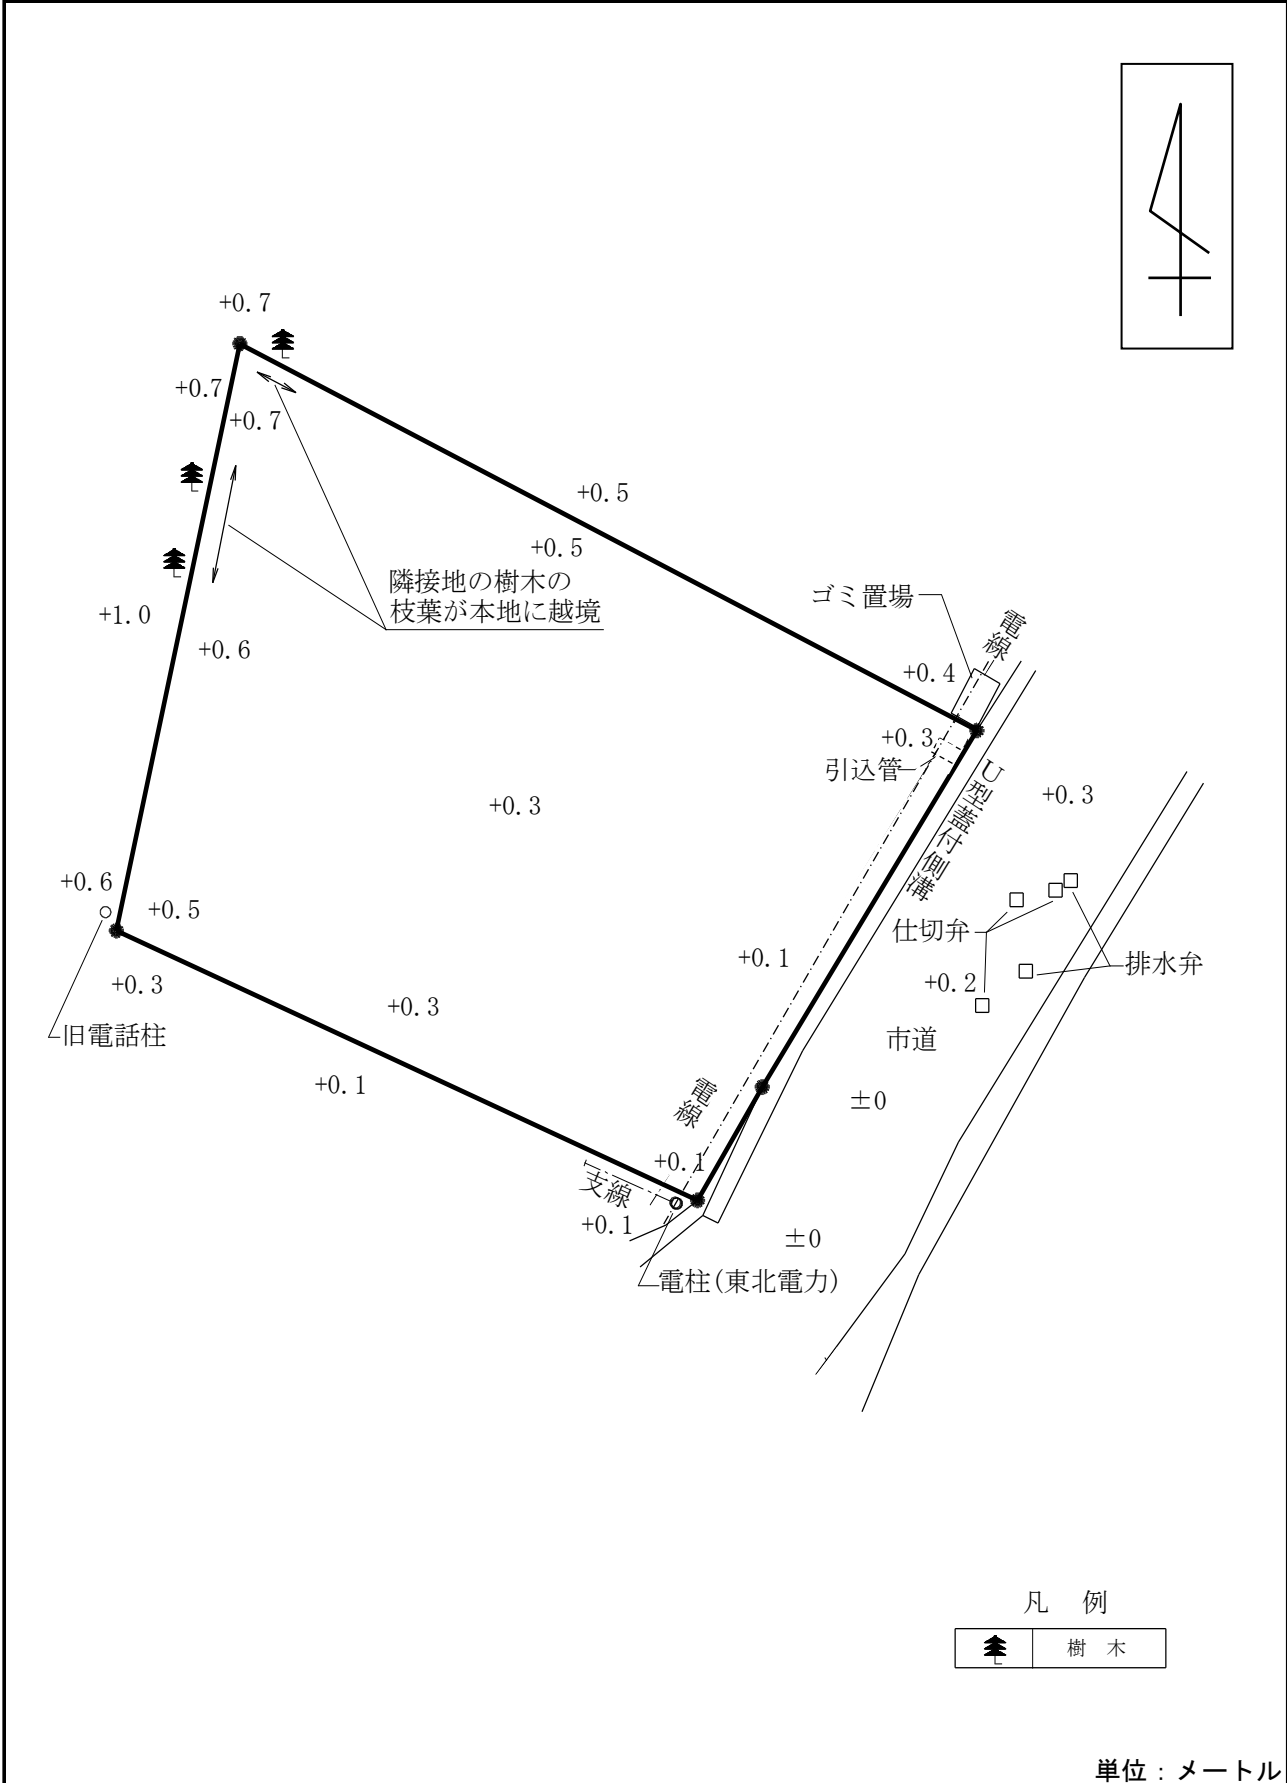 +0.7
+0.7
+0.7
+0.5
+0.5
隣接地の樹木の
枝葉が本地に越境
ゴミ置場
電線
+1.0
+0.6
+0.4
+0.3
引込管
U型蓋付側溝
+0.3
+0.3
+0.6
+0.5
仕切弁
+0.1
+0.2
排水弁
+0.3
+0.3
旧電話柱
市道
+0.1
電線
±0
+0.1
支線
+0.1
±0
電柱(東北電力)
凡 例
樹 木
単位：メートル